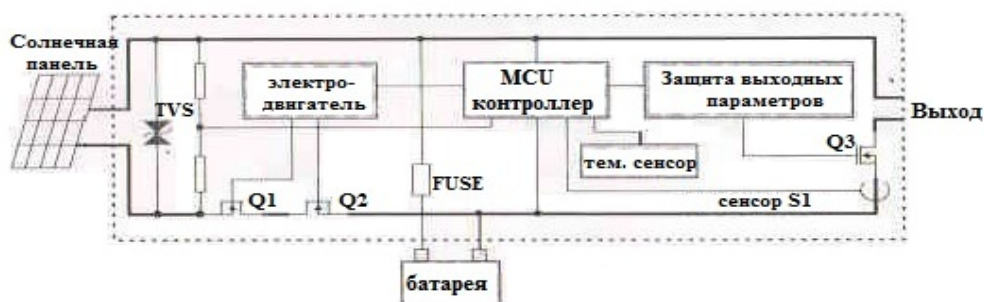 Солнечная
панель
TVS
электро-
двигатель
MCU
контроллер
Защита выходных
параметров
Выход
Q3
тем. сенсор
FUSE
Q1
Q2
сенсор S1
батарея